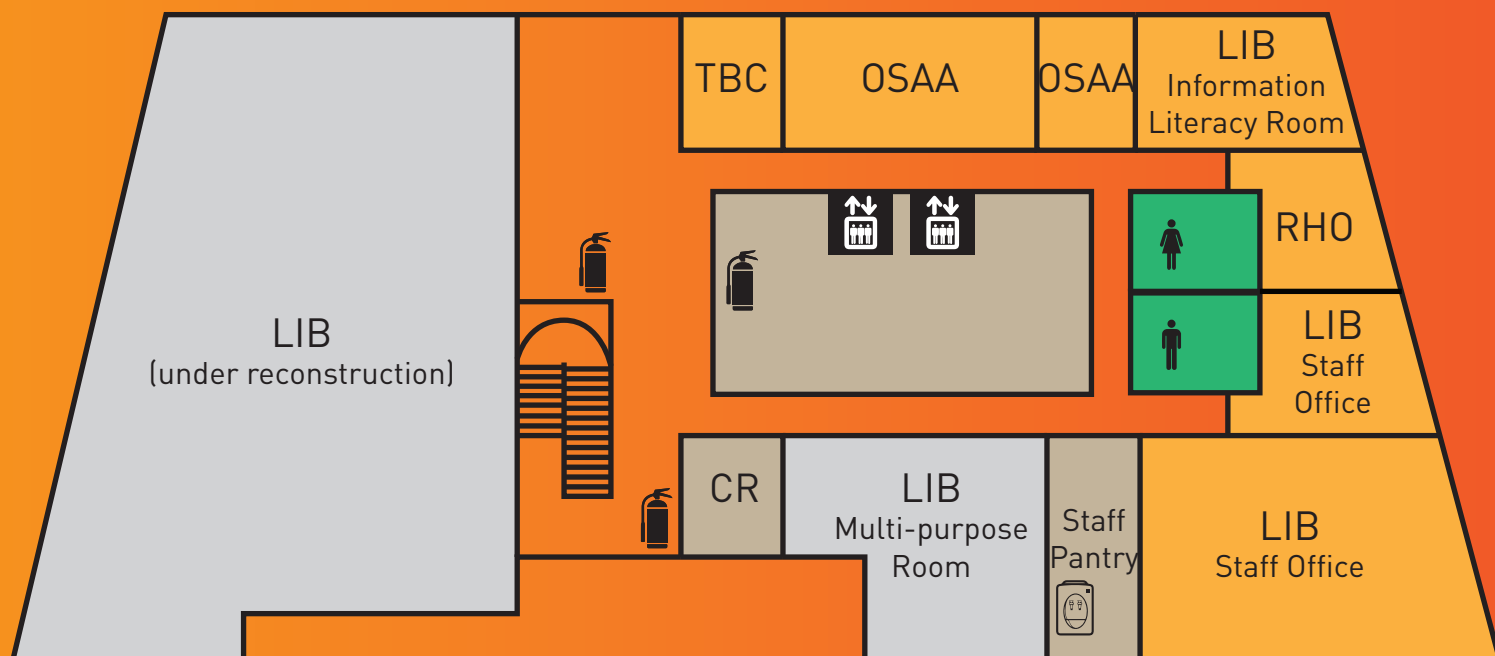 TBC
OSAA
OSAA
LIB
Information
Literacy Room
RHO
LIB
(under reconstruction)
LIB
Staff
Office
CR
LIB
Multi-purpose
Room
Staff
Pantry
LIB
Staff Office